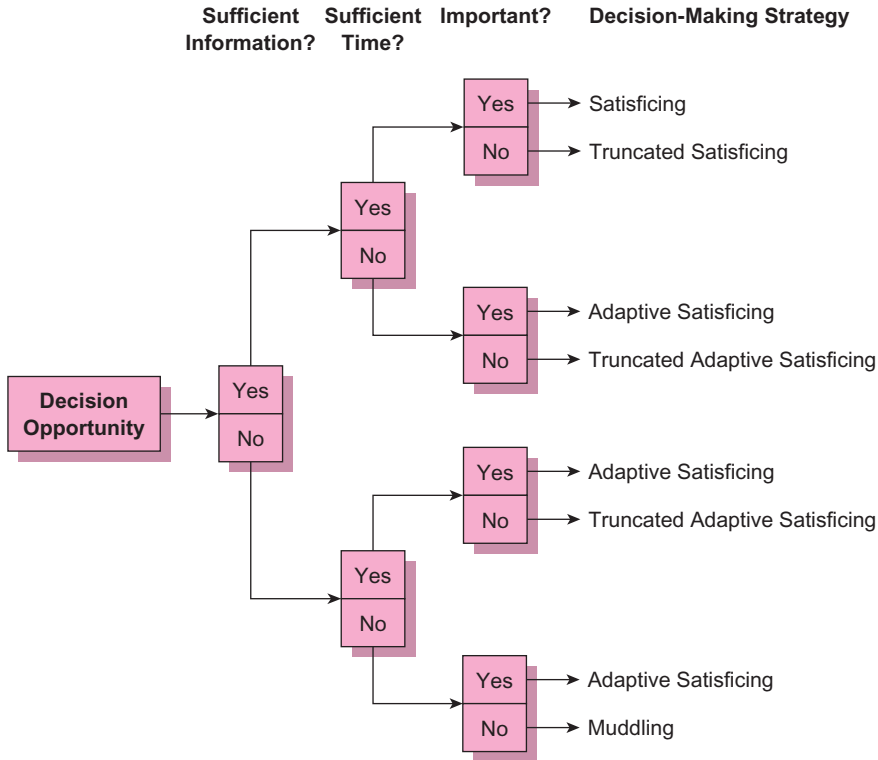 Sufficient Information?
Sufficient Time?
Important?
Decision-Making Strategy
Yes
Satisficing
No
Truncated Satisficing
Yes
No
Yes
Adaptive Satisficing
No
Truncated Adaptive Satisficing
Decision
Opportunity
Yes
No
Yes
Adaptive Satisficing
No
Truncated Adaptive Satisficing
Yes
No
Yes
Adaptive Satisficing
No
Muddling